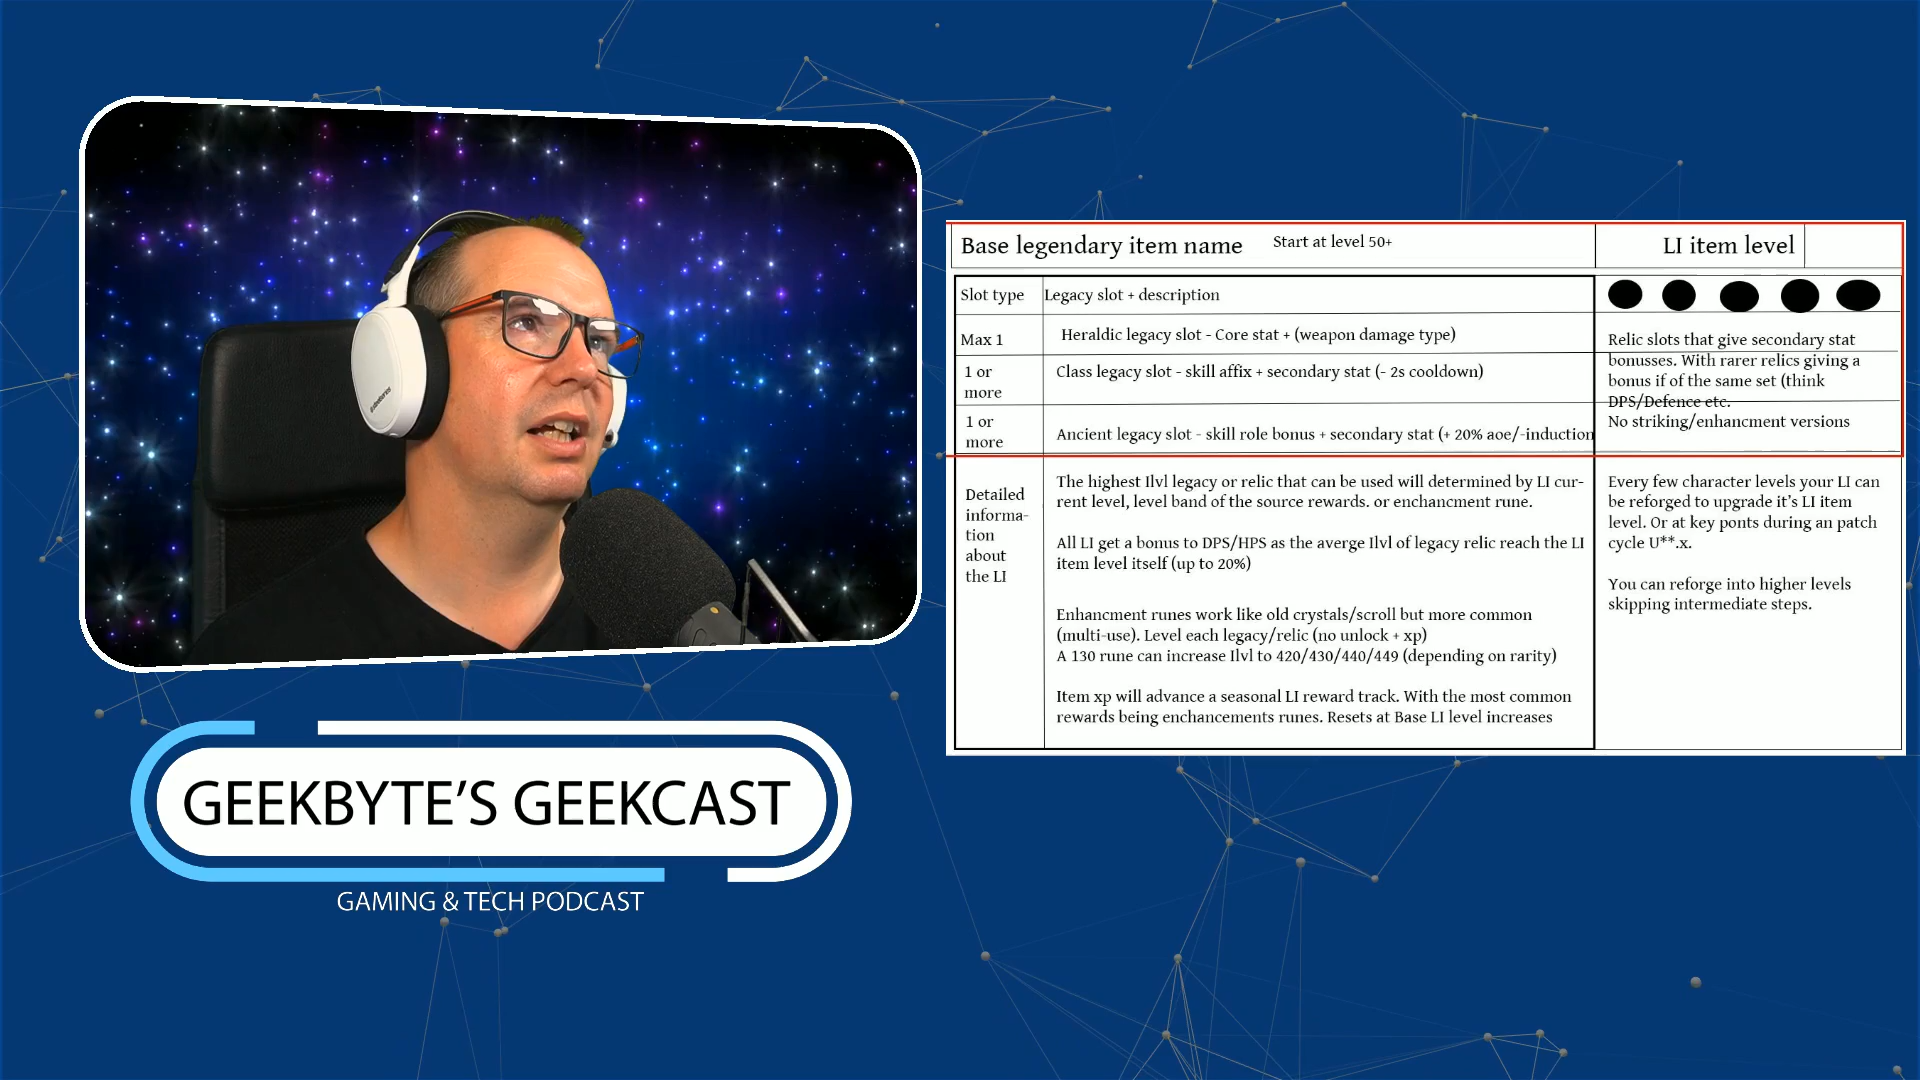 Base legendary item name
Start at level 50+
LI item level
Slot type
Legacy slot + description
Max 1
Heraldic legacy slot - Core stat + (weapon damage type)
1 or
more
Class legacy slot - skill affix + secondary stat (- 2s cooldown)
1 or
more
Ancient legacy slot - skill role bonus + secondary stat (+ 20% aoe/-induction
Relic slots that give secondary stat
bonusses. With rarer relics giving a
bonus if of the same set (think
DPS/Defence etc.
No striking/enhancment versions
Detailed
informa-
tion
about
the LI
The highest Ilvl legacy or relic that can be used will determined by LI cur-
rent level, level band of the source rewards. or enchancment rune.
All LI get a bonus to DPS/HPS as the averge Ilvl of legacy relic reach the LI
item level itself (up to 20%)
Enhancment runes work like old crystals/scroll but more common
(multi-use). Level each legacy/relic (no unlock + xp)
A 130 rune can increase Ilvl to 420/430/440/449 (depending on rarity)
Item xp will advance a seasonal LI reward track. With the most common
rewards being enchancements runes. Resets at Base LI level increases
Every few character levels your LI can
be reforged to upgrade it's LI item
level. Or at key ponts during an patch
cycle U**.x.
You can reforge into higher levels
skipping intermediate steps.
GEEKBYTE’S GEEKCAST
GAMING & TECH PODCAST